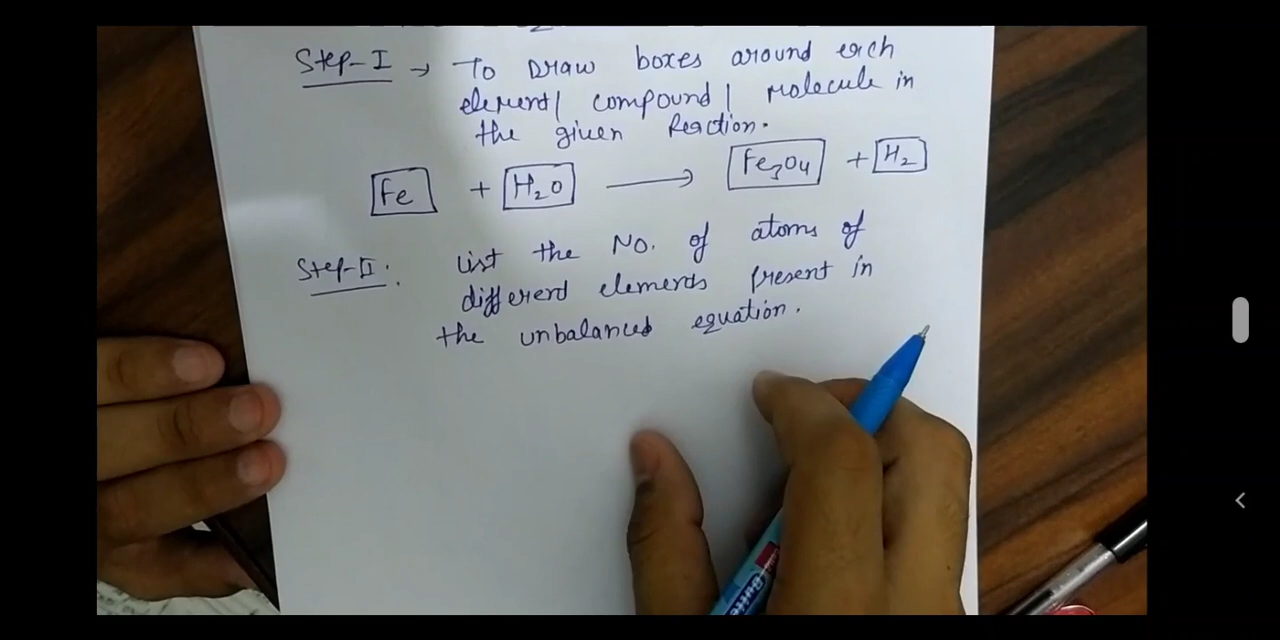 Step-I → To Draw boxes around each
element/ compound/ molecule in
the given Reaction.
Fe + H2O → Fe3O4 + H2
Step-II. List the No. of atoms of
different elements present in
the unbalanced equation.
Butte